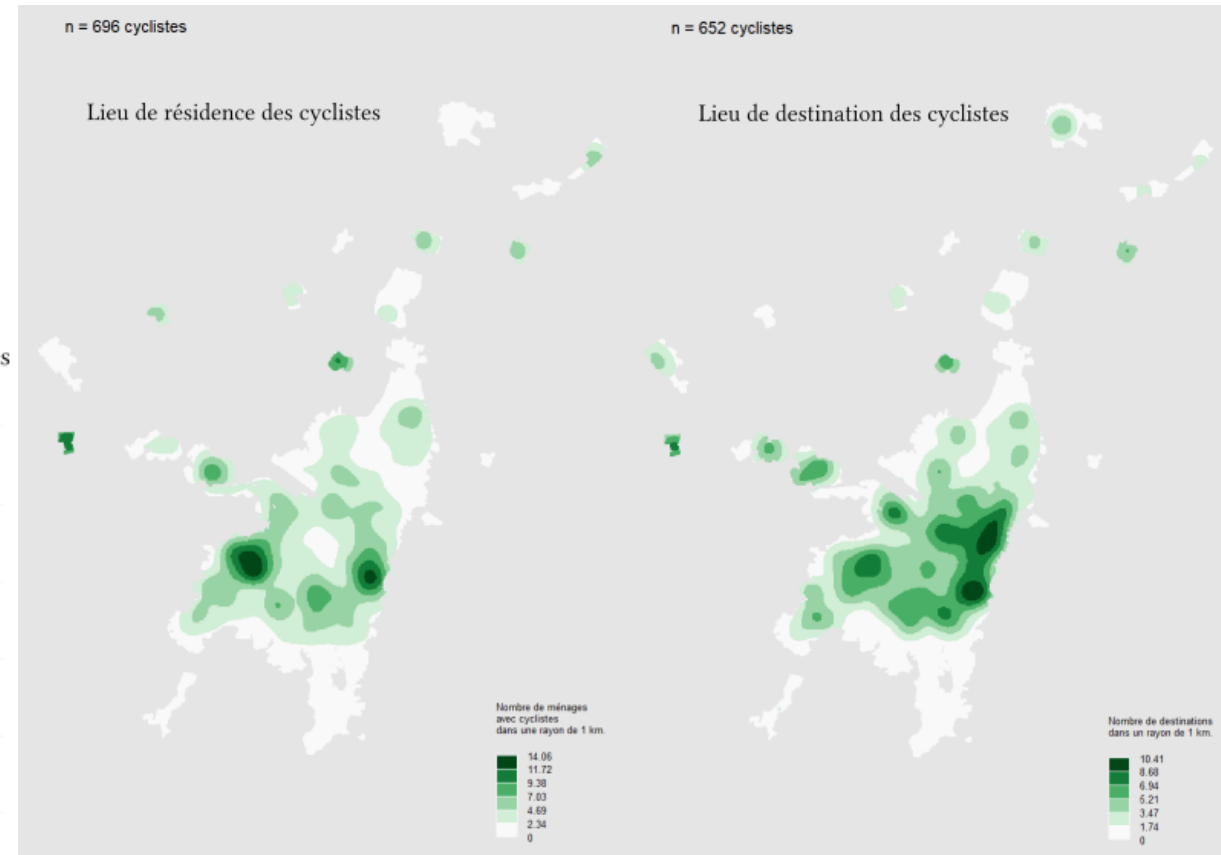 n = 696 cyclistes
n = 652 cyclistes
Lieu de résidence des cyclistes
Lieu de destination des cyclistes
s
Nombre de ménages
avec cyclistes
dans une rayon de 1 km.
14.06
11.72
9.38
7.03
4.69
2.34
0
Nombre de destinations
dans un rayon de 1 km.
10.41
8.68
6.94
5.21
3.47
1.74
0